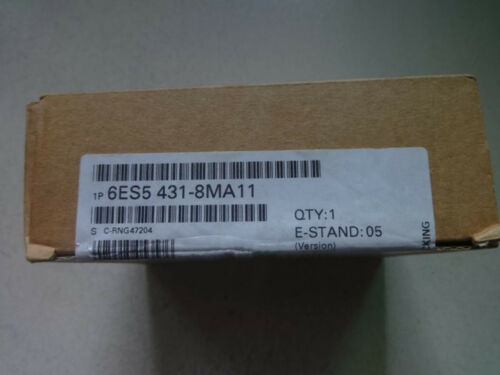 1P 6ES5 431-8MA11
S C-RNG47204
QTY:1
E-STAND:05
(Version)